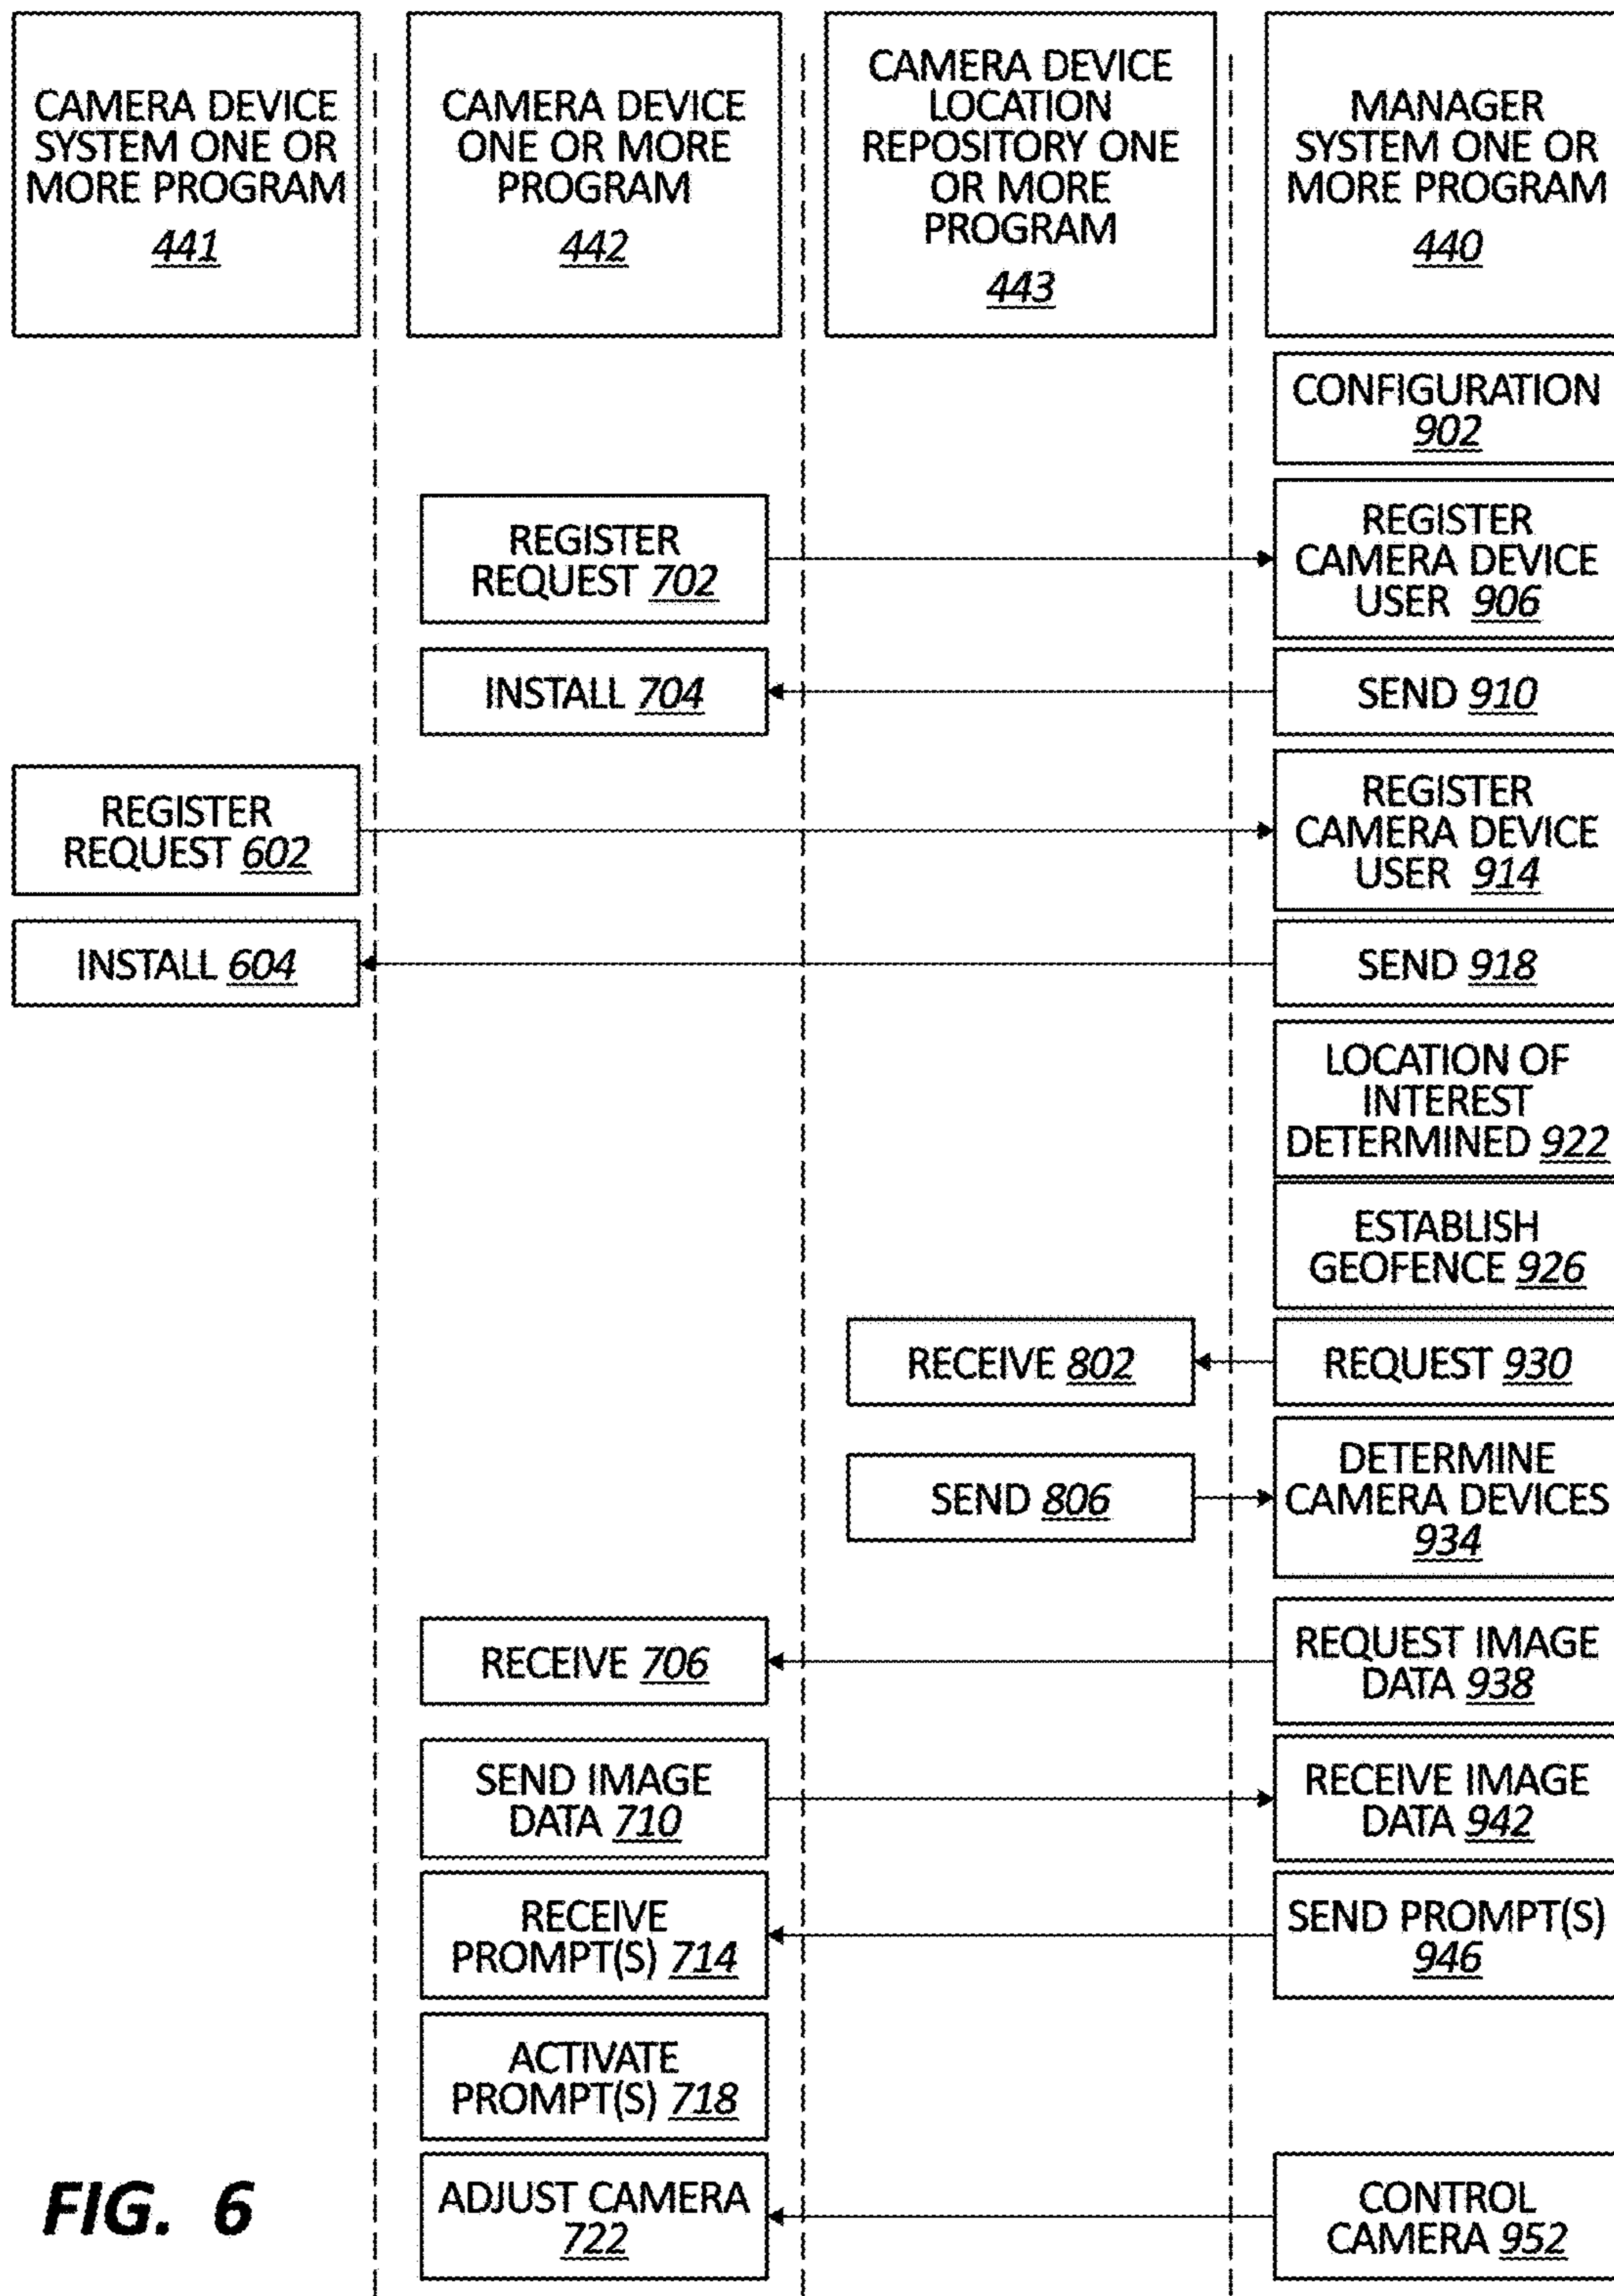 CAMERA DEVICE
SYSTEM ONE OR
MORE PROGRAM
441
CAMERA DEVICE
ONE OR MORE
PROGRAM
442
CAMERA DEVICE
LOCATION
REPOSITORY ONE
OR MORE
PROGRAM
443
MANAGER
SYSTEM ONE OR
MORE PROGRAM
440
CONFIGURATION
902
REGISTER
REQUEST 702
REGISTER
CAMERA DEVICE
USER 906
INSTALL 704
SEND 910
REGISTER
REQUEST 602
REGISTER
CAMERA DEVICE
USER 914
INSTALL 604
SEND 918
LOCATION OF
INTEREST
DETERMINED 922
ESTABLISH
GEOFENCE 926
RECEIVE 802
REQUEST 930
SEND 806
DETERMINE
CAMERA DEVICES
934
RECEIVE 706
REQUEST IMAGE
DATA 938
SEND IMAGE
DATA 710
RECEIVE IMAGE
DATA 942
RECEIVE
PROMPT(S) 714
SEND PROMPT(S)
946
ACTIVATE
PROMPT(S) 718
ADJUST CAMERA
722
CONTROL
CAMERA 952
FIG. 6